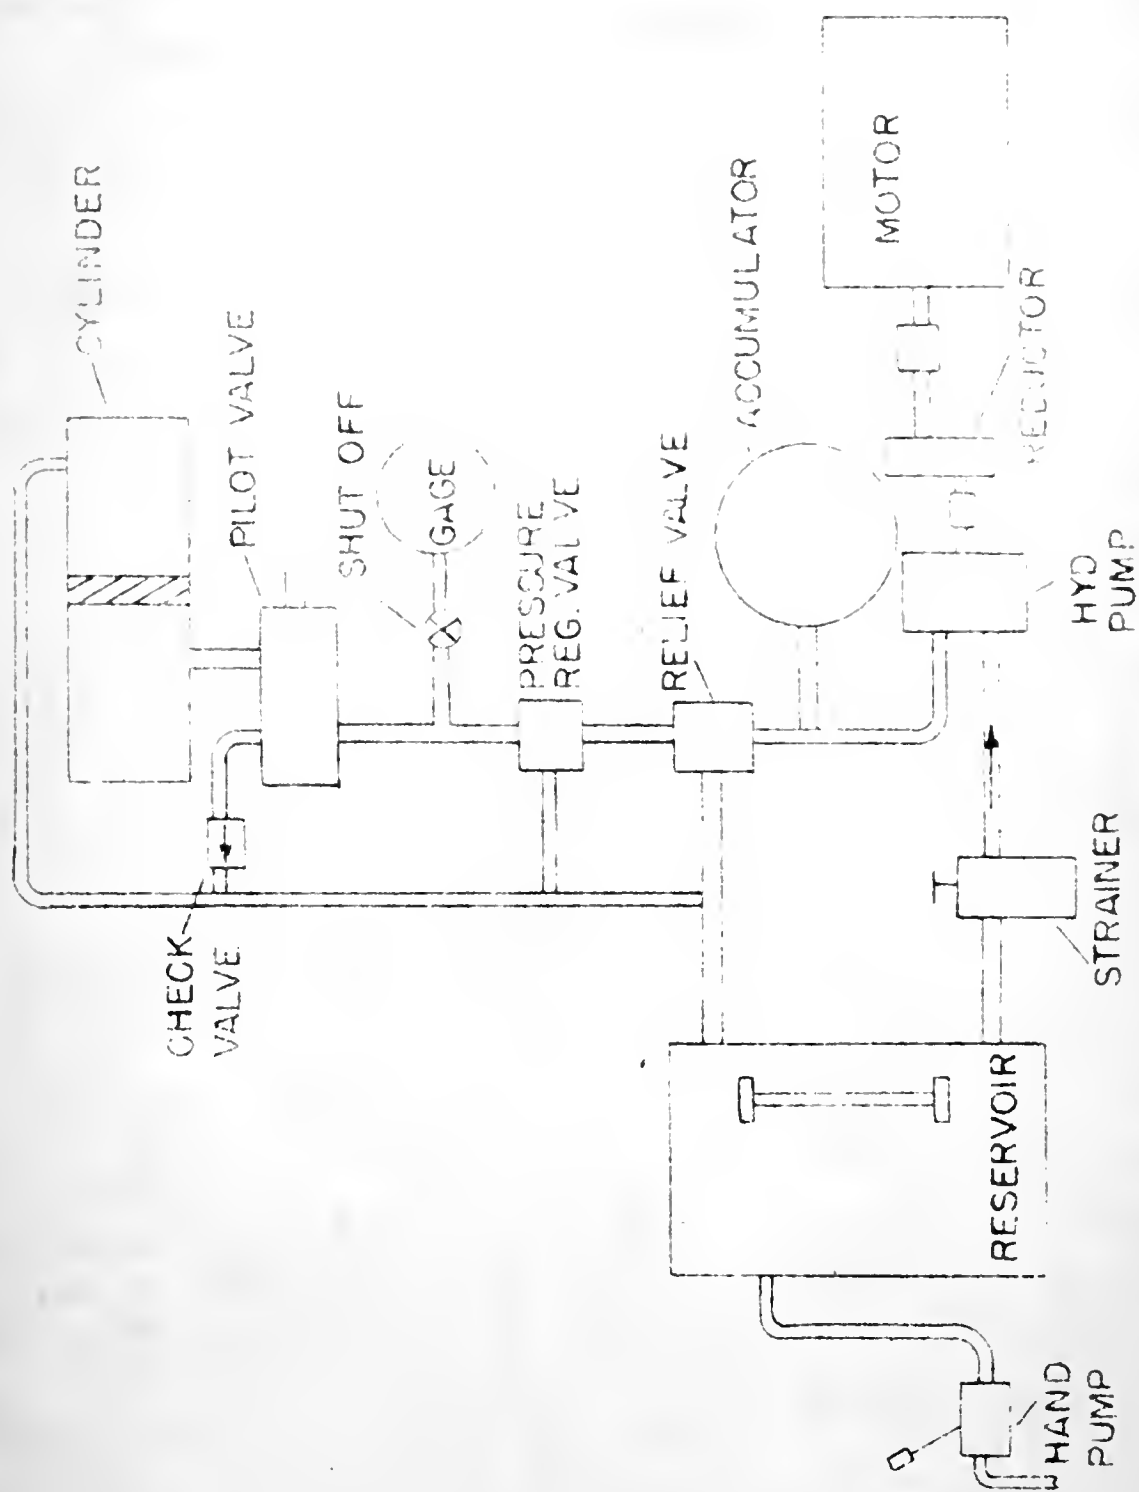 CYLINDER
PILOT VALVE
SHUT OFF
GAGE
PRESSURE
REG. VALVE
RELIEF VALVE
ACCUMULATOR
MOTOR
REDUCTOR
HYD
PUMP
CHECK
VALVE
STRAINER
RESERVOIR
HAND
PUMP